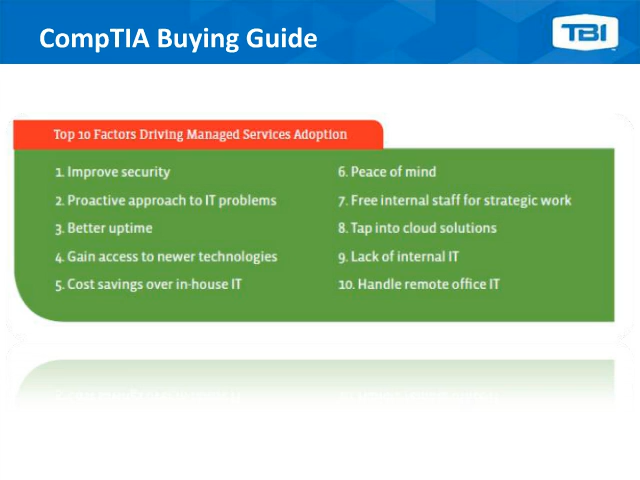 CompTIA Buying Guide
TBI
Top 10 Factors Driving Managed Services Adoption
1. Improve security
2. Proactive approach to IT problems
3. Better uptime
4. Gain access to newer technologies
5. Cost savings over in-house IT
6. Peace of mind
7. Free internal staff for strategic work
8. Tap into cloud solutions
9. Lack of internal IT
10. Handle remote office IT